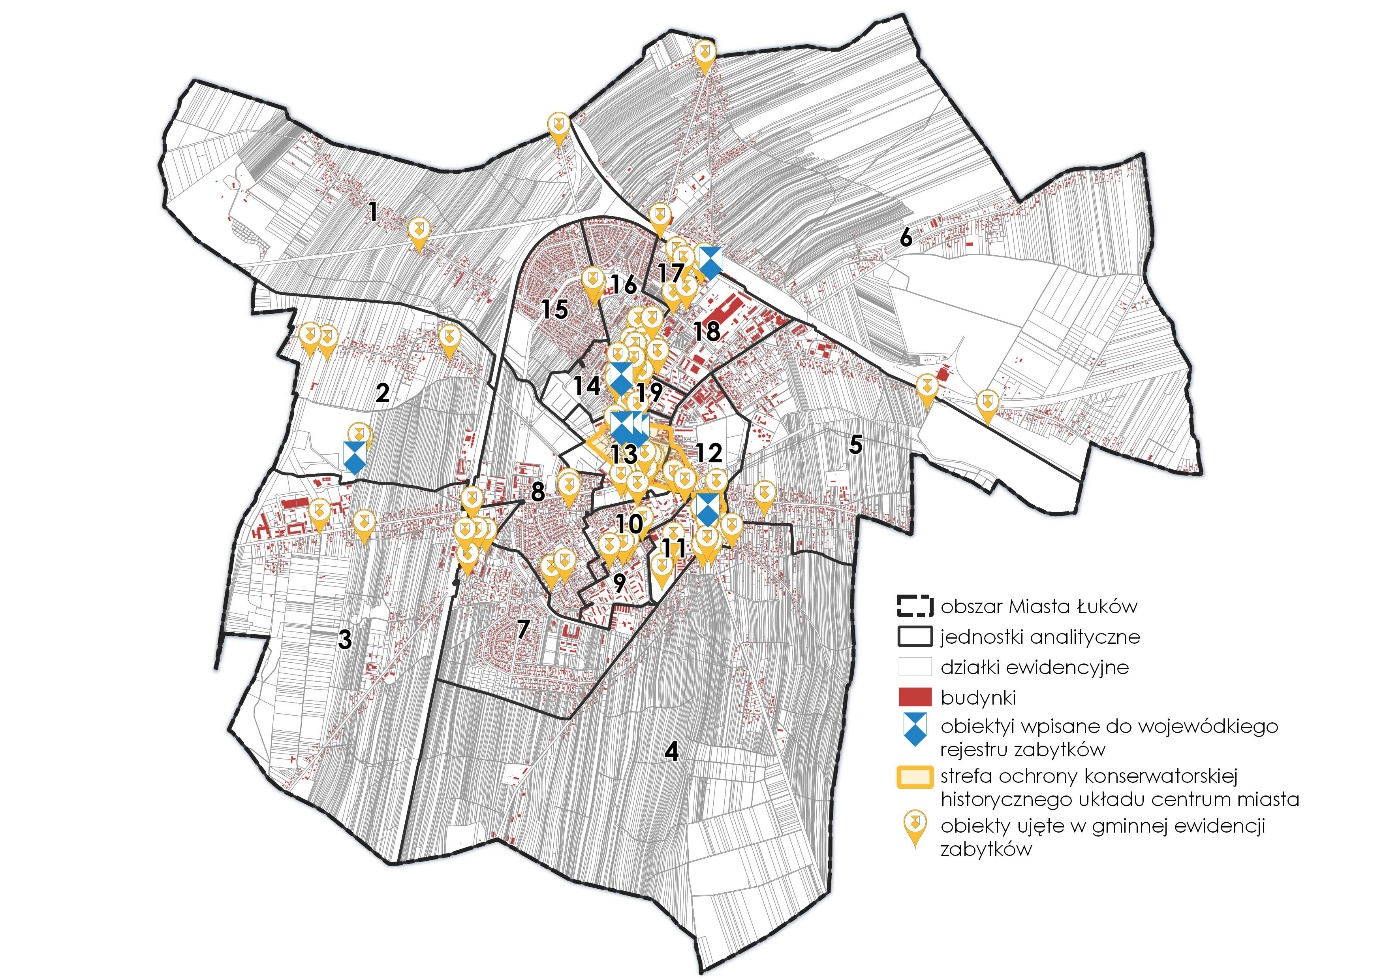 1
6
17
16
15
18
2
14
19
5
13
12
8
10
11
9
7
3
4
obszar Miasta Łuków
jednostki analityczne
działki ewidencyjne
budynki
obiektyi wpisane do wojewódkiego
rejestru zabytków
strefa ochrony konserwatorskiej
historycznego układu centrum miasta
obiekty ujęte w gminnej ewidencji
zabytków